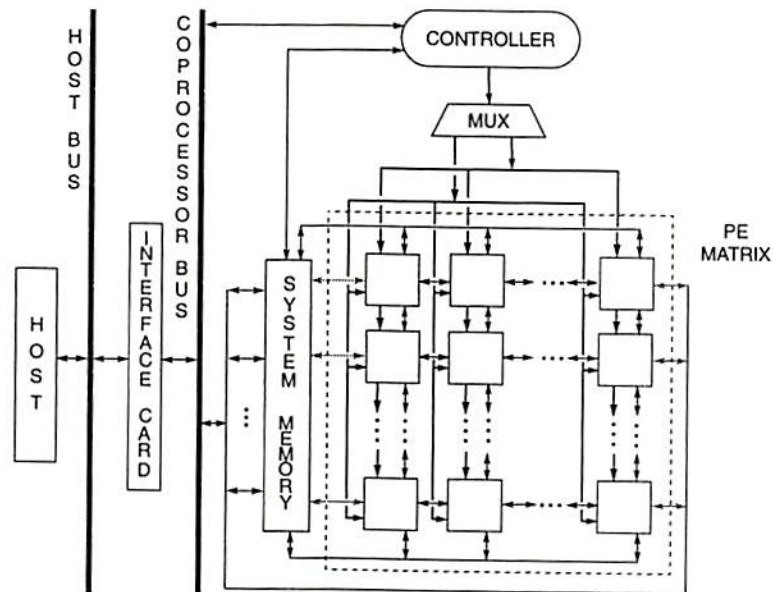 HOST BUS
COPROCESSOR BUS
CONTROLLER
MUX
PE
MATRIX
INTERFACE CARD
SYSTEM MEMORY
HOST